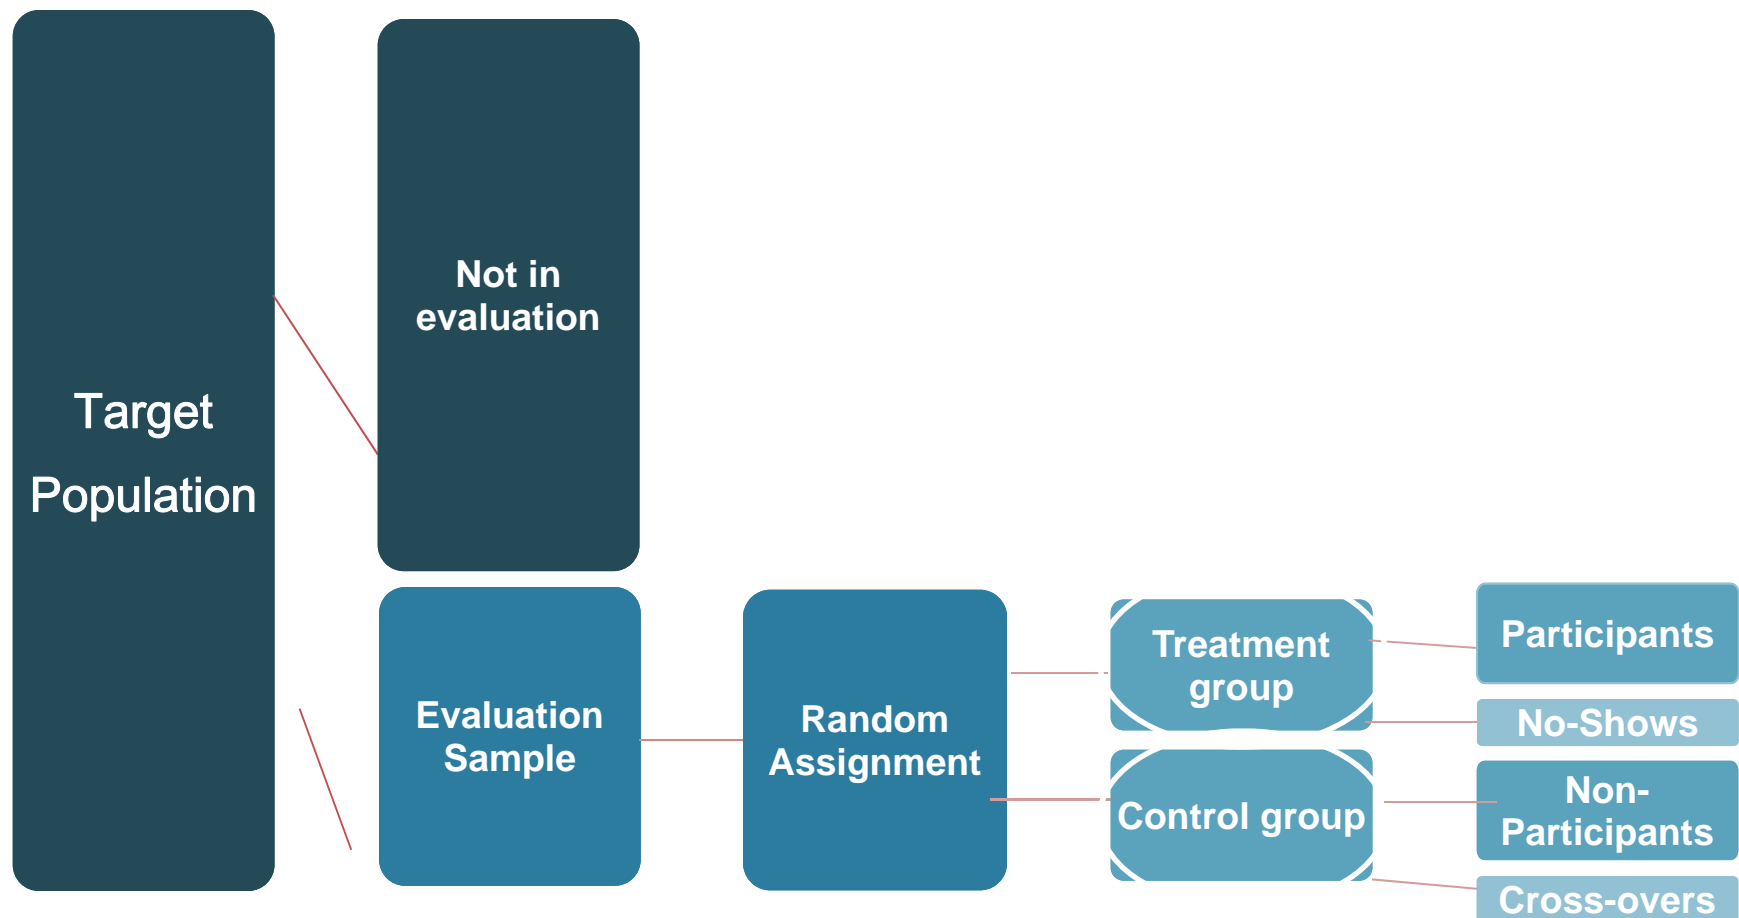 Target
Population
Not in
evaluation
Evaluation
Sample
Random
Assignment
Treatment
group
Control group
Participants
No-Shows
Non-
Participants
Cross-overs